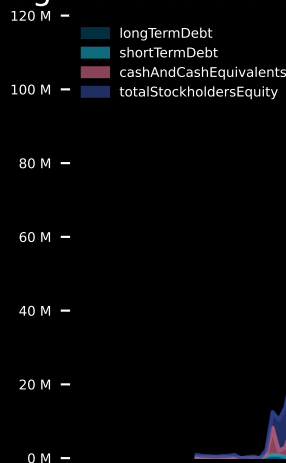 120 M
longTermDebt
shortTermDebt
cashAndCashEquivalents
totalStockholdersEquity
100 M
80 M
60 M
40 M
20 M
0 M